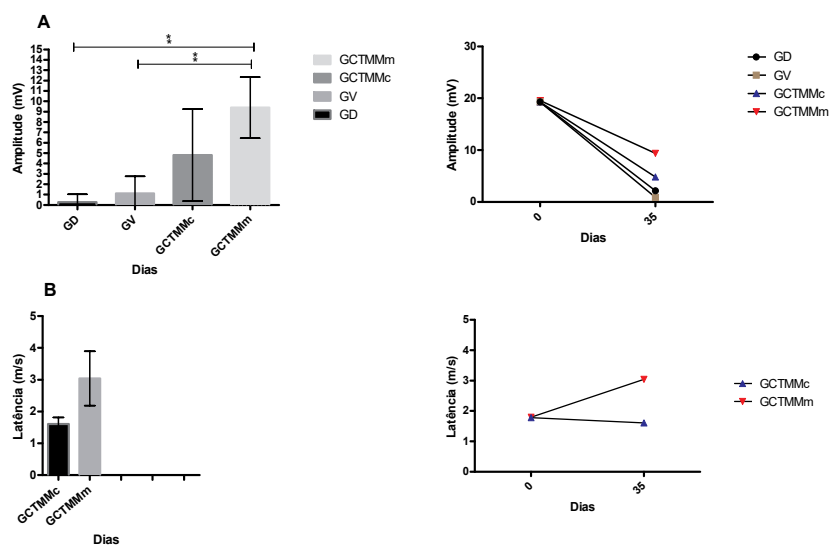 A
*
*
*
*
Amplitude (mV)
15
14
13
12
11
10
9
8
7
6
5
4
3
2
1
0
GD
GV
GCTMMc
GCTMMm
Dias
GCTMMm
GCTMMc
GV
GD
Amplitude (mV)
30
20
10
0
0
35
Dias
GD
GV
GCTMMc
GCTMMm
B
Latência (m/s)
5
4
3
2
1
0
GCTMMc
GCTMMm
Dias
Latência (m/s)
5
4
3
2
1
0
0
35
Dias
GCTMMc
GCTMMm